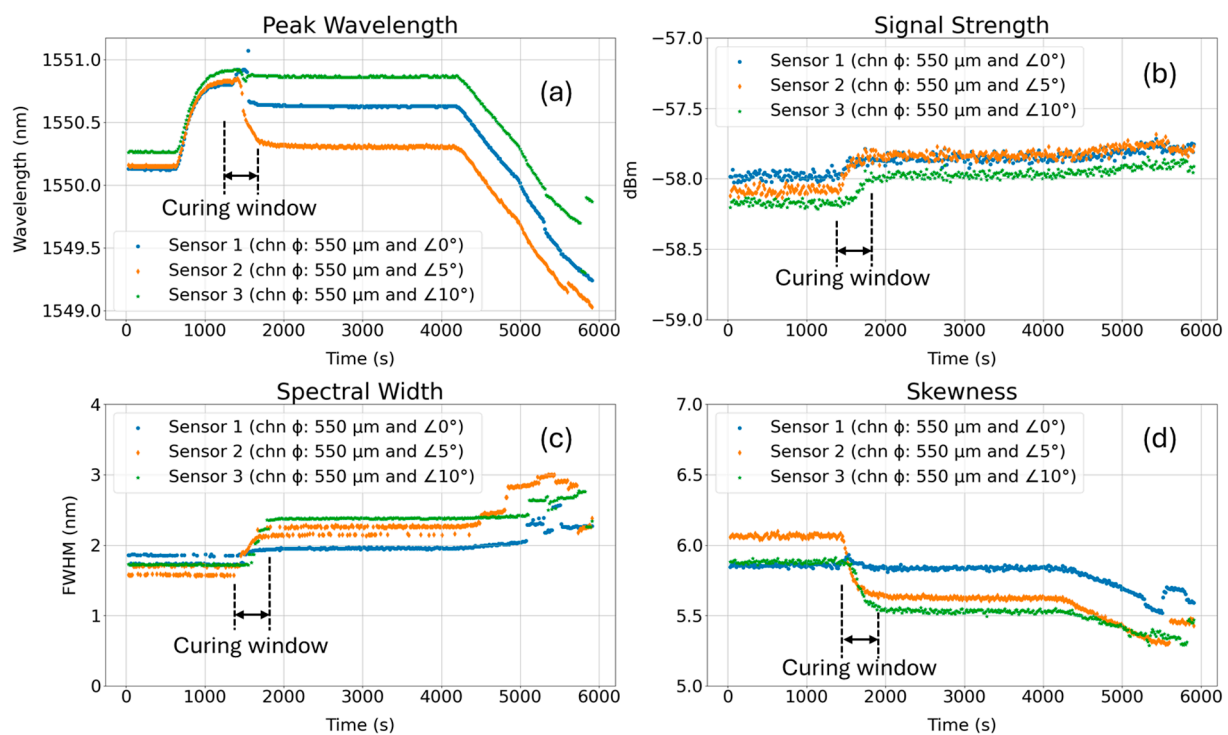 Peak Wavelength
Wavelength (nm)
1551.0
1550.5
1550.0
1549.5
1549.0
(a)
Curing window
Sensor 1 (chn ϕ: 550 μm and ∠0°)
Sensor 2 (chn ϕ: 550 μm and ∠5°)
Sensor 3 (chn ϕ: 550 μm and ∠10°)
0 1000 2000 3000 4000 5000 6000
Time (s)
Signal Strength
dBm
−57.0
−57.5
−58.0
−58.5
−59.0
Sensor 1 (chn ϕ: 550 μm and ∠0°)
Sensor 2 (chn ϕ: 550 μm and ∠5°)
Sensor 3 (chn ϕ: 550 μm and ∠10°)
(b)
Curing window
0 1000 2000 3000 4000 5000 6000
Time (s)
Spectral Width
FWHM (nm)
4
3
2
1
0
Sensor 1 (chn ϕ: 550 μm and ∠0°)
Sensor 2 (chn ϕ: 550 μm and ∠5°)
Sensor 3 (chn ϕ: 550 μm and ∠10°)
(c)
Curing window
0 1000 2000 3000 4000 5000 6000
Time (s)
Skewness
7.0
6.5
6.0
5.5
5.0
Sensor 1 (chn ϕ: 550 μm and ∠0°)
Sensor 2 (chn ϕ: 550 μm and ∠5°)
Sensor 3 (chn ϕ: 550 μm and ∠10°)
(d)
Curing window
0 1000 2000 3000 4000 5000 6000
Time (s)